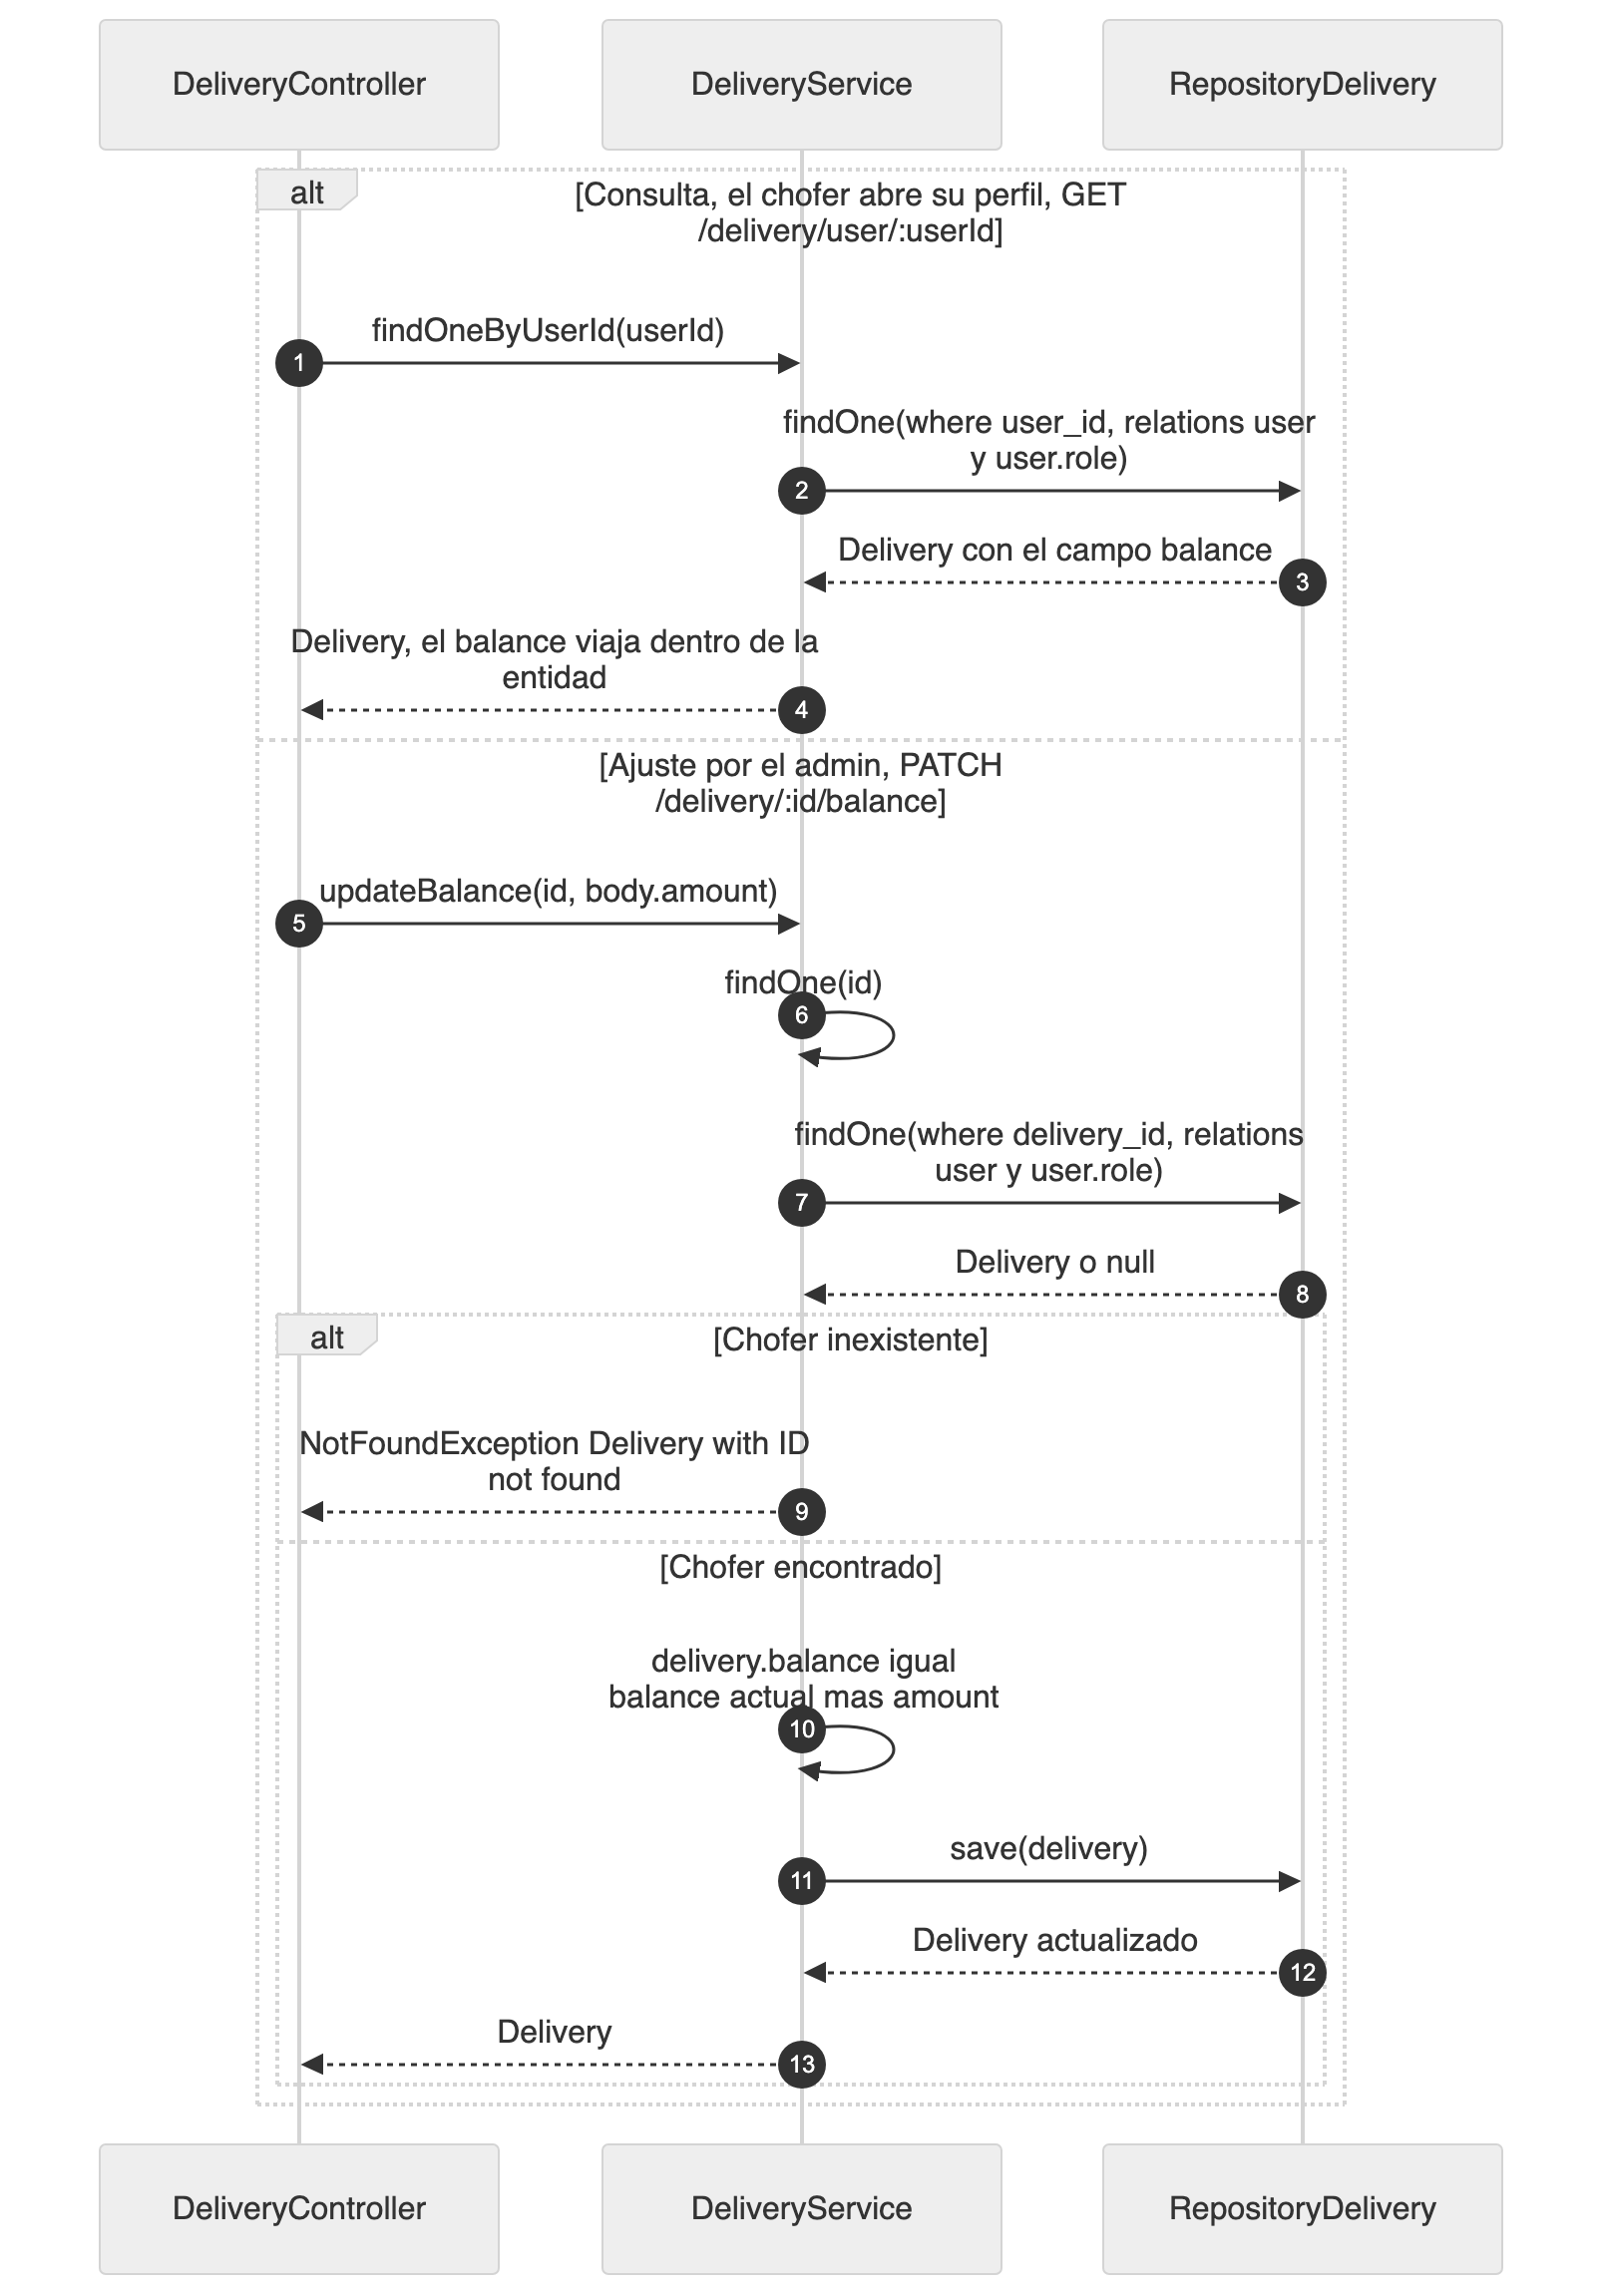 DeliveryController
DeliveryService
RepositoryDelivery
alt
[Consulta, el chofer abre su perfil, GET
/delivery/user/:userId]
findOneByUserId(userId)
1
findOne(where user_id, relations user
y user.role)
2
Delivery con el campo balance
3
Delivery, el balance viaja dentro de la
entidad
4
[Ajuste por el admin, PATCH
/delivery/:id/balance]
updateBalance(id, body.amount)
5
findOne(id)
6
findOne(where delivery_id, relations
user y user.role)
7
Delivery o null
8
alt
[Chofer inexistente]
NotFoundException Delivery with ID
not found
9
[Chofer encontrado]
delivery.balance igual
balance actual mas amount
10
save(delivery)
11
Delivery actualizado
12
Delivery
13
DeliveryController
DeliveryService
RepositoryDelivery